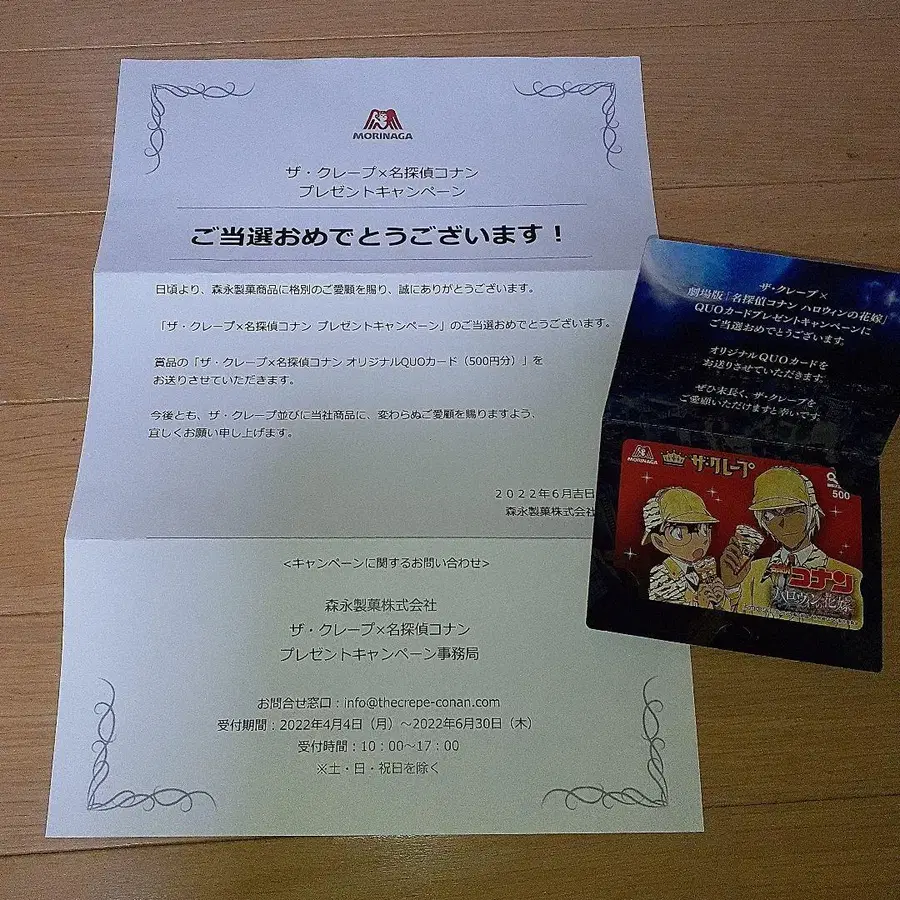 MORINAGA
ザ・クレープ×名探偵コナン
プレゼントキャンペーン
ご当選おめでとうございます！
日頃より、森永製菓商品に格別のご愛顧を賜り、誠にありがとうございます。
「ザ・クレープ×名探偵コナン プレゼントキャンペーン」のご当選おめでとうございます。
賞品の「ザ・クレープ×名探偵コナン オリジナルQUOカード（500円分）」を
お送りさせていただきます。
今後とも、ザ・クレープ並びに当社商品に、変わらぬご愛顧を賜りますよう、
宜しくお願い申し上げます。
２０２２年６月吉日
森永製菓株式会社
<キャンペーンに関するお問い合わせ>
森永製菓株式会社
ザ・クレープ×名探偵コナン
プレゼントキャンペーン事務局
お問合せ窓口：info@thecrepe-conan.com
受付期間：2022年4月4日（月）～2022年6月30日（木）
受付時間：10：00～17：00
※土・日・祝日を除く
ザ・クレープ×
劇場版「名探偵コナン ハロウィンの花嫁」
QUOカードプレゼントキャンペーンに
ご当選おめでとうございます。
オリジナルQUOカードを
お送りさせていただきます。
ぜひ末長く、ザ・クレープを
ご愛顧いただけますと幸いです。
MORINAGA
ザ・クレープ
500
コナン
ハロウィンの花嫁